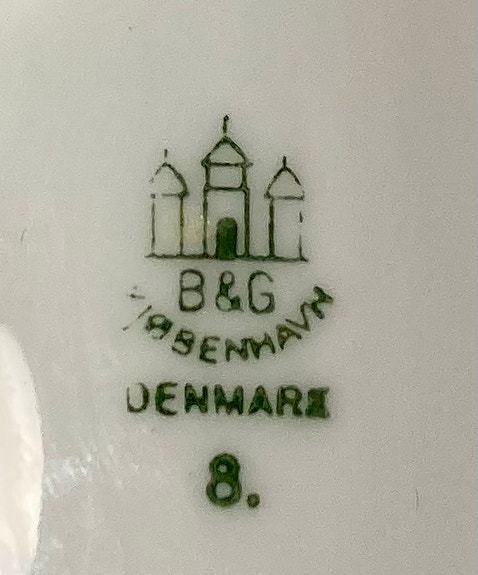 B&G
KJØBENHAVN
DENMARK
8.